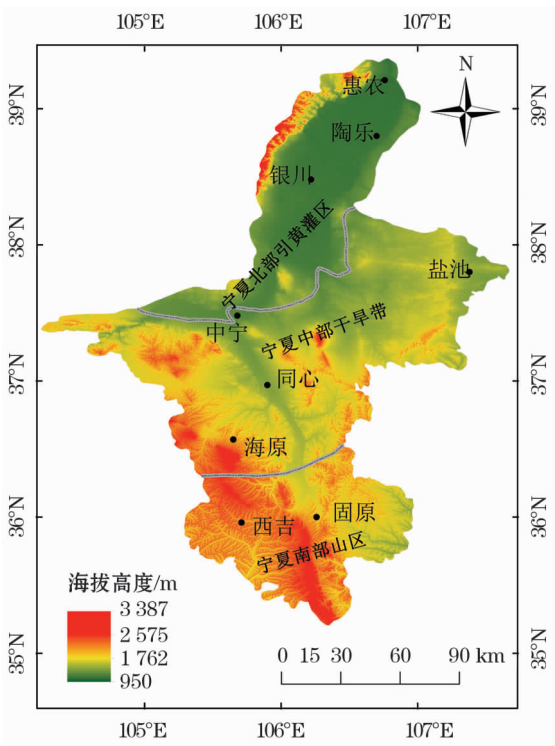 105°E 106°E 107°E
N
39°N 39°N
惠农
陶乐
银川
38°N 38°N
宁夏北部引黄灌区
盐池
中宁
宁夏中部干旱带
37°N 37°N
同心
海原
36°N 36°N
固原
西吉
宁夏南部山区
海拔高度/m
3 387
2 575
1 762
950
0 15 30 60 90 km
35°N 35°N
105°E 106°E 107°E